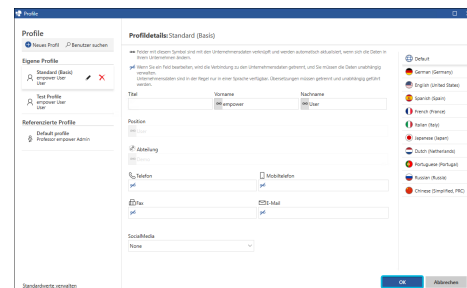 Profile
Profile
Neues Profil
Benutzer suchen
Eigene Profile
Standard (Basis)
empower User
User
Test Profile
empower User
User
Referenzierte Profile
Default profile
Professor empower Admin
Standardwerte verwalten
Profildetails: Standard (Basis)
Felder mit diesem Symbol sind mit den Unternehmensdaten verknüpft und werden automatisch aktualisiert, wenn sich die Daten in
Ihrem Unternehmen ändern.
Wenn Sie ein Feld bearbeiten, wird die Verbindung zu den Unternehmensdaten getrennt, und Sie müssen die Daten unabhängig
verwalten.
Unternehmensdaten sind in der Regel nur in einer Sprache verfügbar. Übersetzungen müssen getrennt und unabhängig geführt
werden.
Titel
Vorname
Nachname
empower
User
Position
User
Abteilung
Telefon
Mobiltelefon
Fax
E-Mail
SocialMedia
None
Default
German (Germany)
English (United States)
Spanish (Spain)
French (France)
Italian (Italy)
Japanese (Japan)
Dutch (Netherlands)
Portuguese (Portugal)
Russian (Russia)
Chinese (Simplified, PRC)
OK
Abbrechen